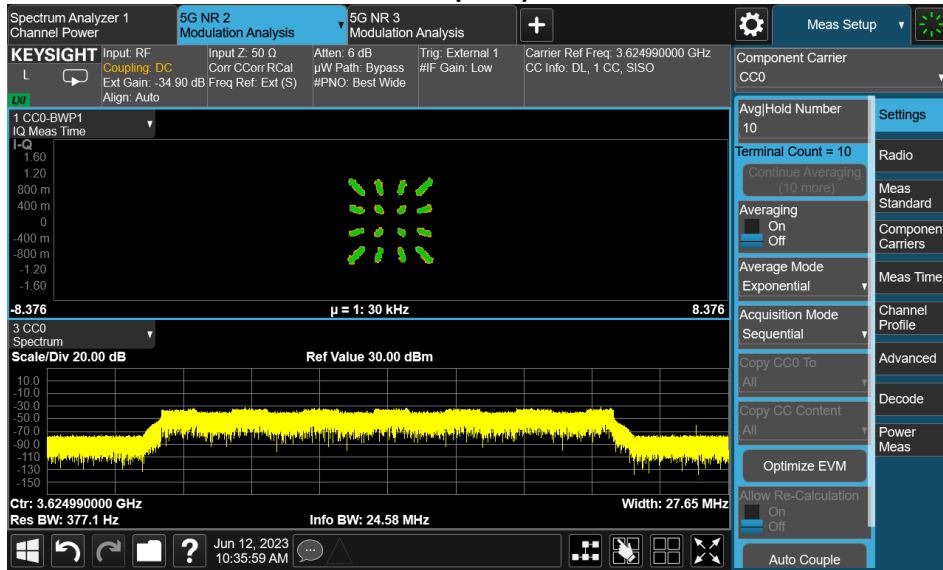 Spectrum Analyzer 1
Channel Power
5G NR 2
Modulation Analysis
5G NR 3
Modulation Analysis
Meas Setup
KEYSIGHT
L
LXI
Input: RF
Coupling: DC
Ext Gain: -34.90 dB
Align: Auto
Input Z: 50 Ω
Corr CCorr RCal
Freq Ref: Ext (S)
Atten: 6 dB
µW Path: Bypass
#PNO: Best Wide
Trig: External 1
#IF Gain: Low
Carrier Ref Freq: 3.624990000 GHz
CC Info: DL, 1 CC, SISO
Component Carrier
CC0
1 CC0-BWP1
IQ Meas Time
I-Q
1.60
1.20
800 m
400 m
0
-400 m
-800 m
-1.20
-1.60
-8.376
µ = 1: 30 kHz
8.376
3 CC0
Spectrum
Scale/Div 20.00 dB
Ref Value 30.00 dBm
10.0
-10.0
-30.0
-50.0
-70.0
-90.0
-110
-130
-150
Ctr: 3.624990000 GHz
Width: 27.65 MHz
Res BW: 377.1 Hz
Info BW: 24.58 MHz
Jun 12, 2023
10:35:59 AM
?
Avg|Hold Number
10
Terminal Count = 10
Continue Averaging
(10 more)
Averaging
On
Off
Average Mode
Exponential
Acquisition Mode
Sequential
Copy CC0 To
All
Copy CC Content
All
Optimize EVM
Allow Re-Calculation
On
Off
Auto Couple
Settings
Radio
Meas
Standard
Component
Carriers
Meas Time
Channel
Profile
Advanced
Decode
Power
Meas